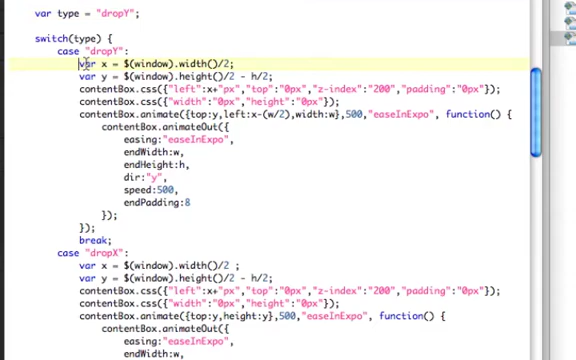 var type = "dropY";
switch(type) {
case "dropY":
var x = $(window).width()/2;
var y = $(window).height()/2 - h/2;
contentBox.css({"left":x+"px","top":"0px","z-index":"200","padding":"0px"});
contentBox.css({"width":"0px","height":"0px"});
contentBox.animate({top:y,left:x-(w/2),width:w},500,"easeInExpo", function() {
contentBox.animateOut({
easing:"easeInExpo",
endWidth:w,
endHeight:h,
dir:"y",
speed:500,
endPadding:8
});
});
break;
case "dropX":
var x = $(window).width()/2 ;
var y = $(window).height()/2 - h/2;
contentBox.css({"left":x+"px","top":"0px","z-index":"200","padding":"0px"});
contentBox.css({"width":"0px","height":"0px"});
contentBox.animate({top:y,height:y},500,"easeInExpo", function() {
contentBox.animateOut({
easing:"easeInExpo",
endWidth:w,